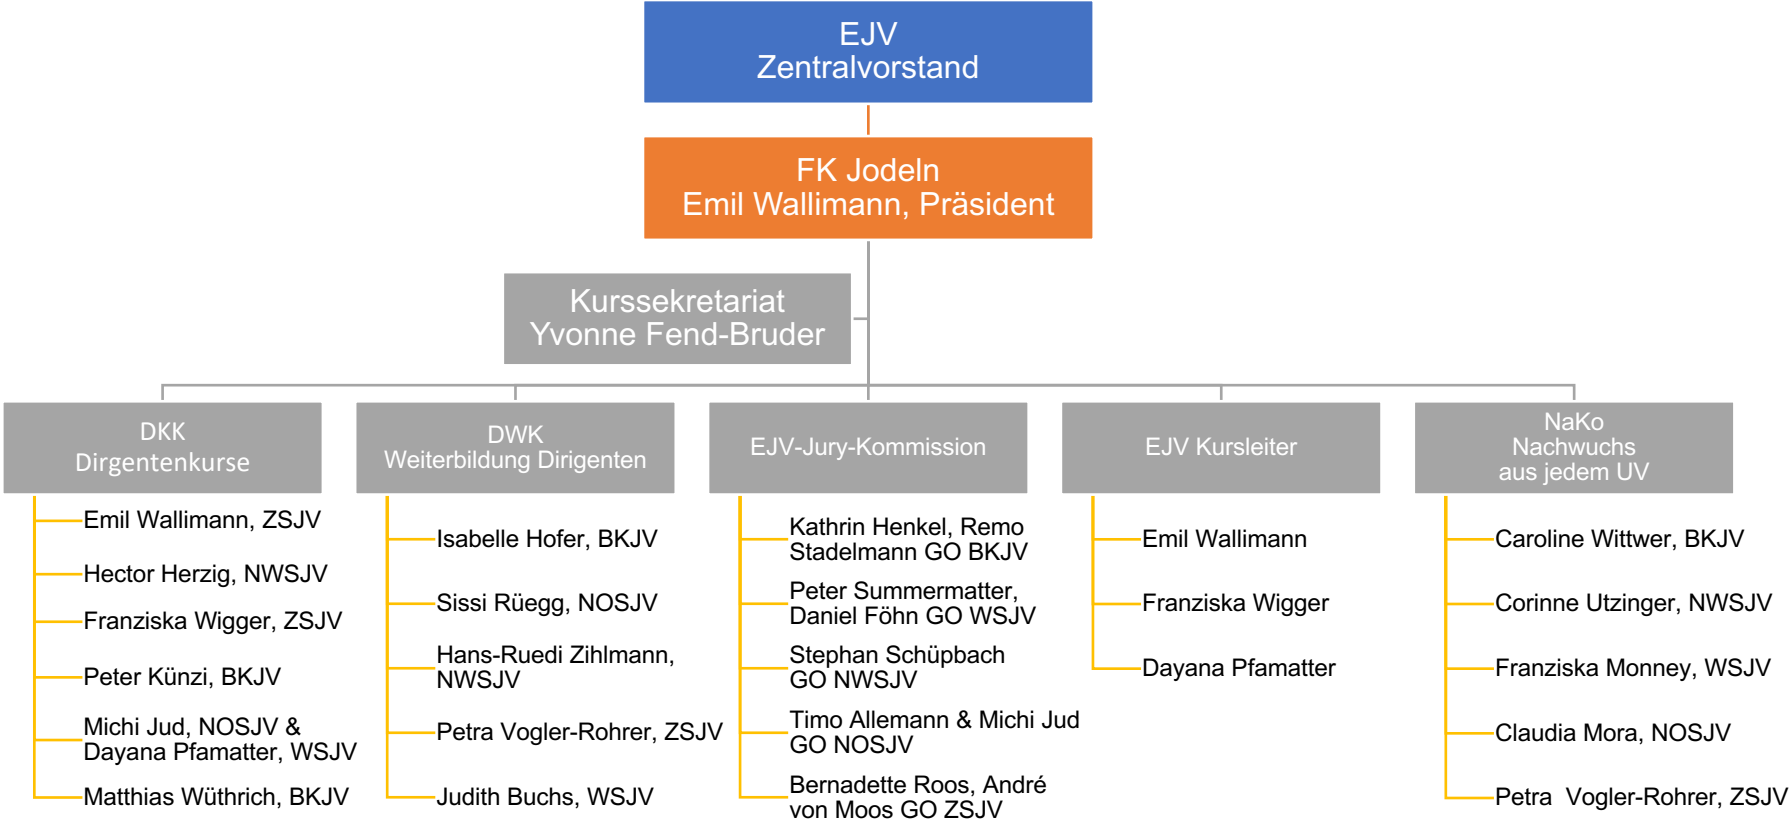 EJV
Zentralvorstand
FK Jodeln
Emil Wallimann, Präsident
Kurssekretariat
Yvonne Fend-Bruder
DKK
Dirgentenkurse
Emil Wallimann, ZSJV
Hector Herzig, NWSJV
Franziska Wigger, ZSJV
Peter Künzi, BKJV
Michi Jud, NOSJV &
Dayana Pfamatter, WSJV
Matthias Wüthrich, BKJV
DWK
Weiterbildung Dirigenten
Isabelle Hofer, BKJV
Sissi Rüegg, NOSJV
Hans-Ruedi Zihlmann,
NWSJV
Petra Vogler-Rohrer, ZSJV
Judith Buchs, WSJV
EJV-Jury-Kommission
Kathrin Henkel, Remo
Stadelmann GO BKJV
Peter Summermatter,
Daniel Föhn GO WSJV
Stephan Schüpbach
GO NWSJV
Timo Allemann & Michi Jud
GO NOSJV
Bernadette Roos, André
von Moos GO ZSJV
EJV Kursleiter
Emil Wallimann
Franziska Wigger
Dayana Pfamatter
NaKo
Nachwuchs
aus jedem UV
Caroline Wittwer, BKJV
Corinne Utzinger, NWSJV
Franziska Monney, WSJV
Claudia Mora, NOSJV
Petra  Vogler-Rohrer, ZSJV